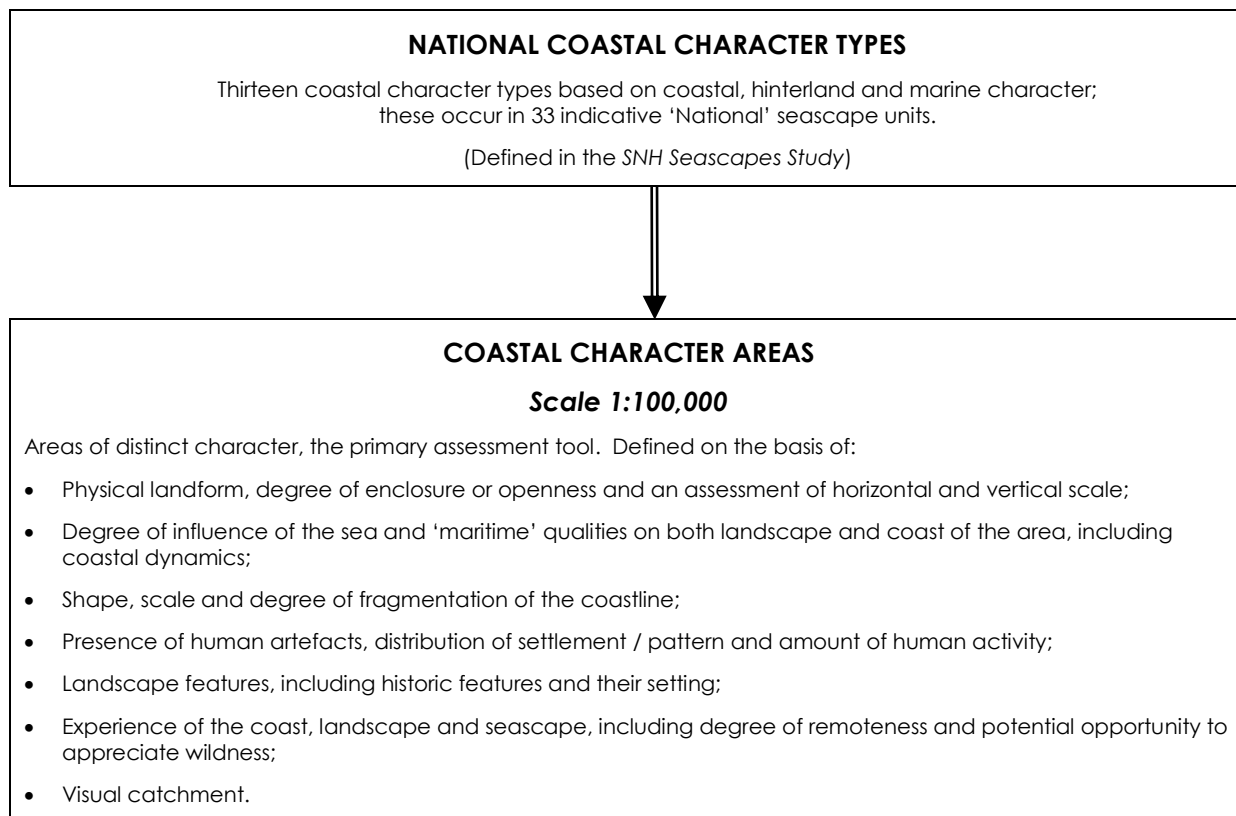 NATIONAL COASTAL CHARACTER TYPES
Thirteen coastal character types based on coastal, hinterland and marine character;
these occur in 33 indicative ‘National’ seascape units.
(Defined in the SNH Seascapes Study)
COASTAL CHARACTER AREAS
Scale 1:100,000
Areas of distinct character, the primary assessment tool. Defined on the basis of:
• Physical landform, degree of enclosure or openness and an assessment of horizontal and vertical scale;
• Degree of influence of the sea and ‘maritime’ qualities on both landscape and coast of the area, including
coastal dynamics;
• Shape, scale and degree of fragmentation of the coastline;
• Presence of human artefacts, distribution of settlement / pattern and amount of human activity;
• Landscape features, including historic features and their setting;
• Experience of the coast, landscape and seascape, including degree of remoteness and potential opportunity to
appreciate wildness;
• Visual catchment.